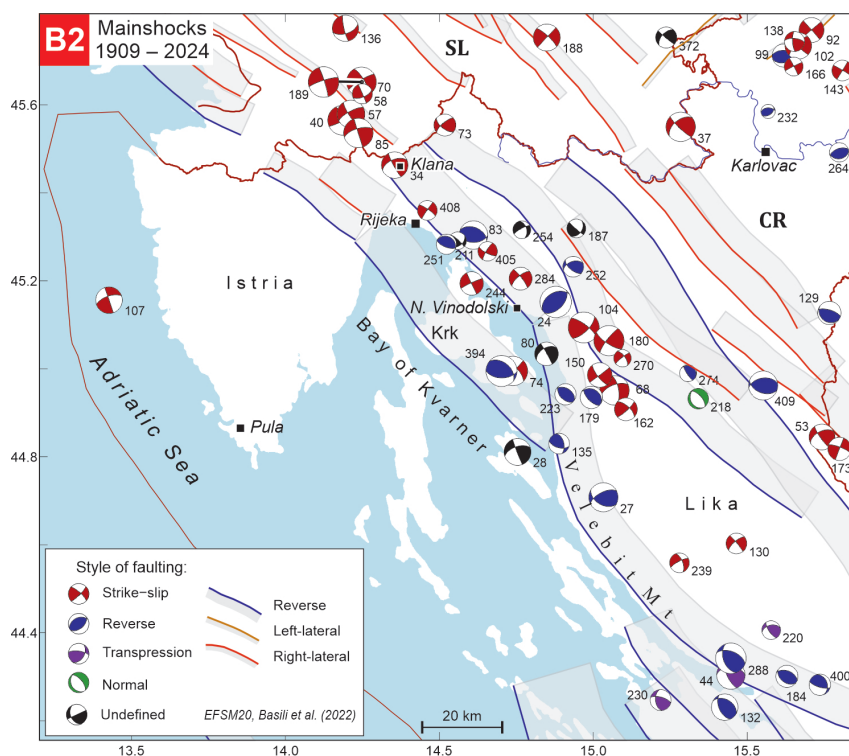 B2 Mainshocks
1909 – 2024
136
SL
188
372
138
92
99
102
166
143
45.6
189
70
58
57
40
85
73
37
232
Karlovac
264
Klana
34
408
Rijeka
83
254
187
CR
251
211
405
252
Istria
284
244
107
N. Vinodolski
24
104
129
180
Krk
80
270
45.2
394
74
150
68
274
409
218
223
179
162
Bay of Kvarner
Adriatic Sea
Pula
53
173
135
28
44.8
27
Velebit Mt
Lika
130
239
220
44.4
288
44
184
400
230
132
Style of faulting:
Strike–slip
Reverse
Transpression
Normal
Undefined
Reverse
Left-lateral
Right-lateral
EFSM20, Basili et al. (2022)
20 km
13.5
14.0
14.5
15.0
15.5